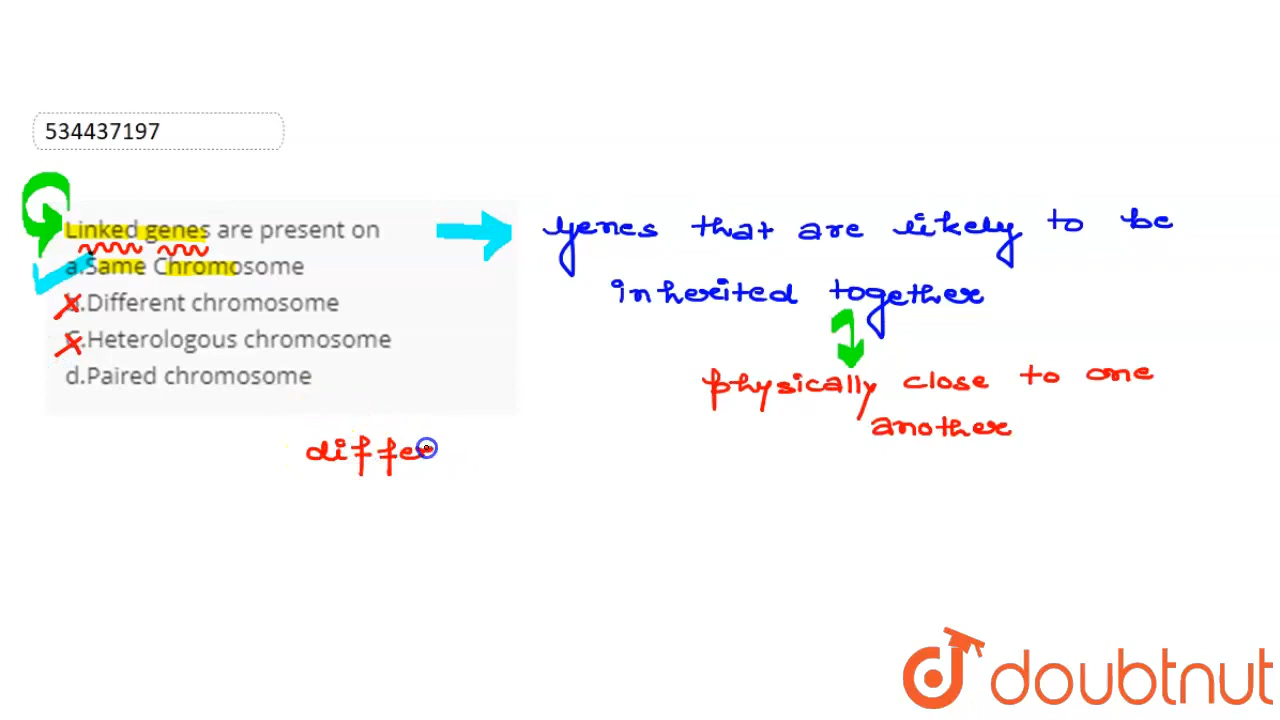 534437197
Linked genes are present on
a.Same Chromosome
.Different chromosome
C.Heterologous chromosome
d.Paired chromosome
genes that are likely to be
inherited together
physically close to one
another
differ
doubtnut